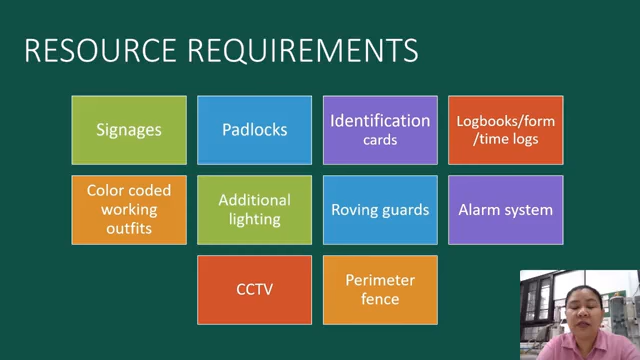 RESOURCE REQUIREMENTS
Signages
Padlocks
Identification
cards
Logbooks/form
/time logs
Color coded
working
outfits
Additional
lighting
Roving guards
Alarm system
CCTV
Perimeter
fence